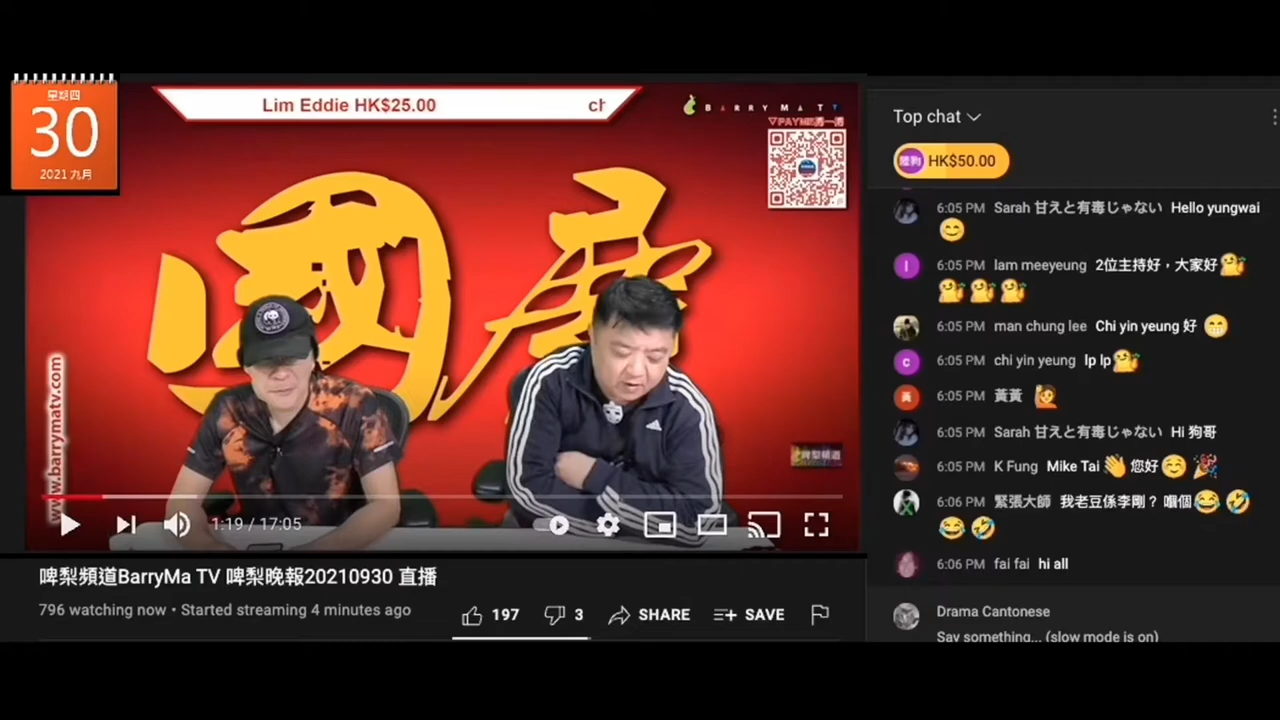 星期四
30
2021 九月
Lim Eddie HK$25.00
BARRYMATT
▽PAYME
國
www.barrymatv.com
啤梨頻道
1:19 / 17:05
啤梨頻道BarryMa TV 啤梨晚報20210930 直播
796 watching now • Started streaming 4 minutes ago
197
3
SHARE
SAVE
Top chat
HK$50.00
6:05 PM Sarah 甘えと有毒じゃない Hello yungwai
😊
I
6:05 PM lam meeyeung 2位主持好，大家好
6:05 PM man chung lee Chi yin yeung 好 😁
c
6:05 PM chi yin yeung lp lp
黃
6:05 PM 黃黃 🙋
6:05 PM Sarah 甘えと有毒じゃない Hi 狗哥
6:05 PM K Fung Mike Tai 👋 您好 😊 🎉
6:06 PM 緊張大師 我老豆係李剛？ 嗰個 😂 🤣
😂 🤣
6:06 PM fai fai hi all
Drama Cantonese
Say something... (slow mode is on)